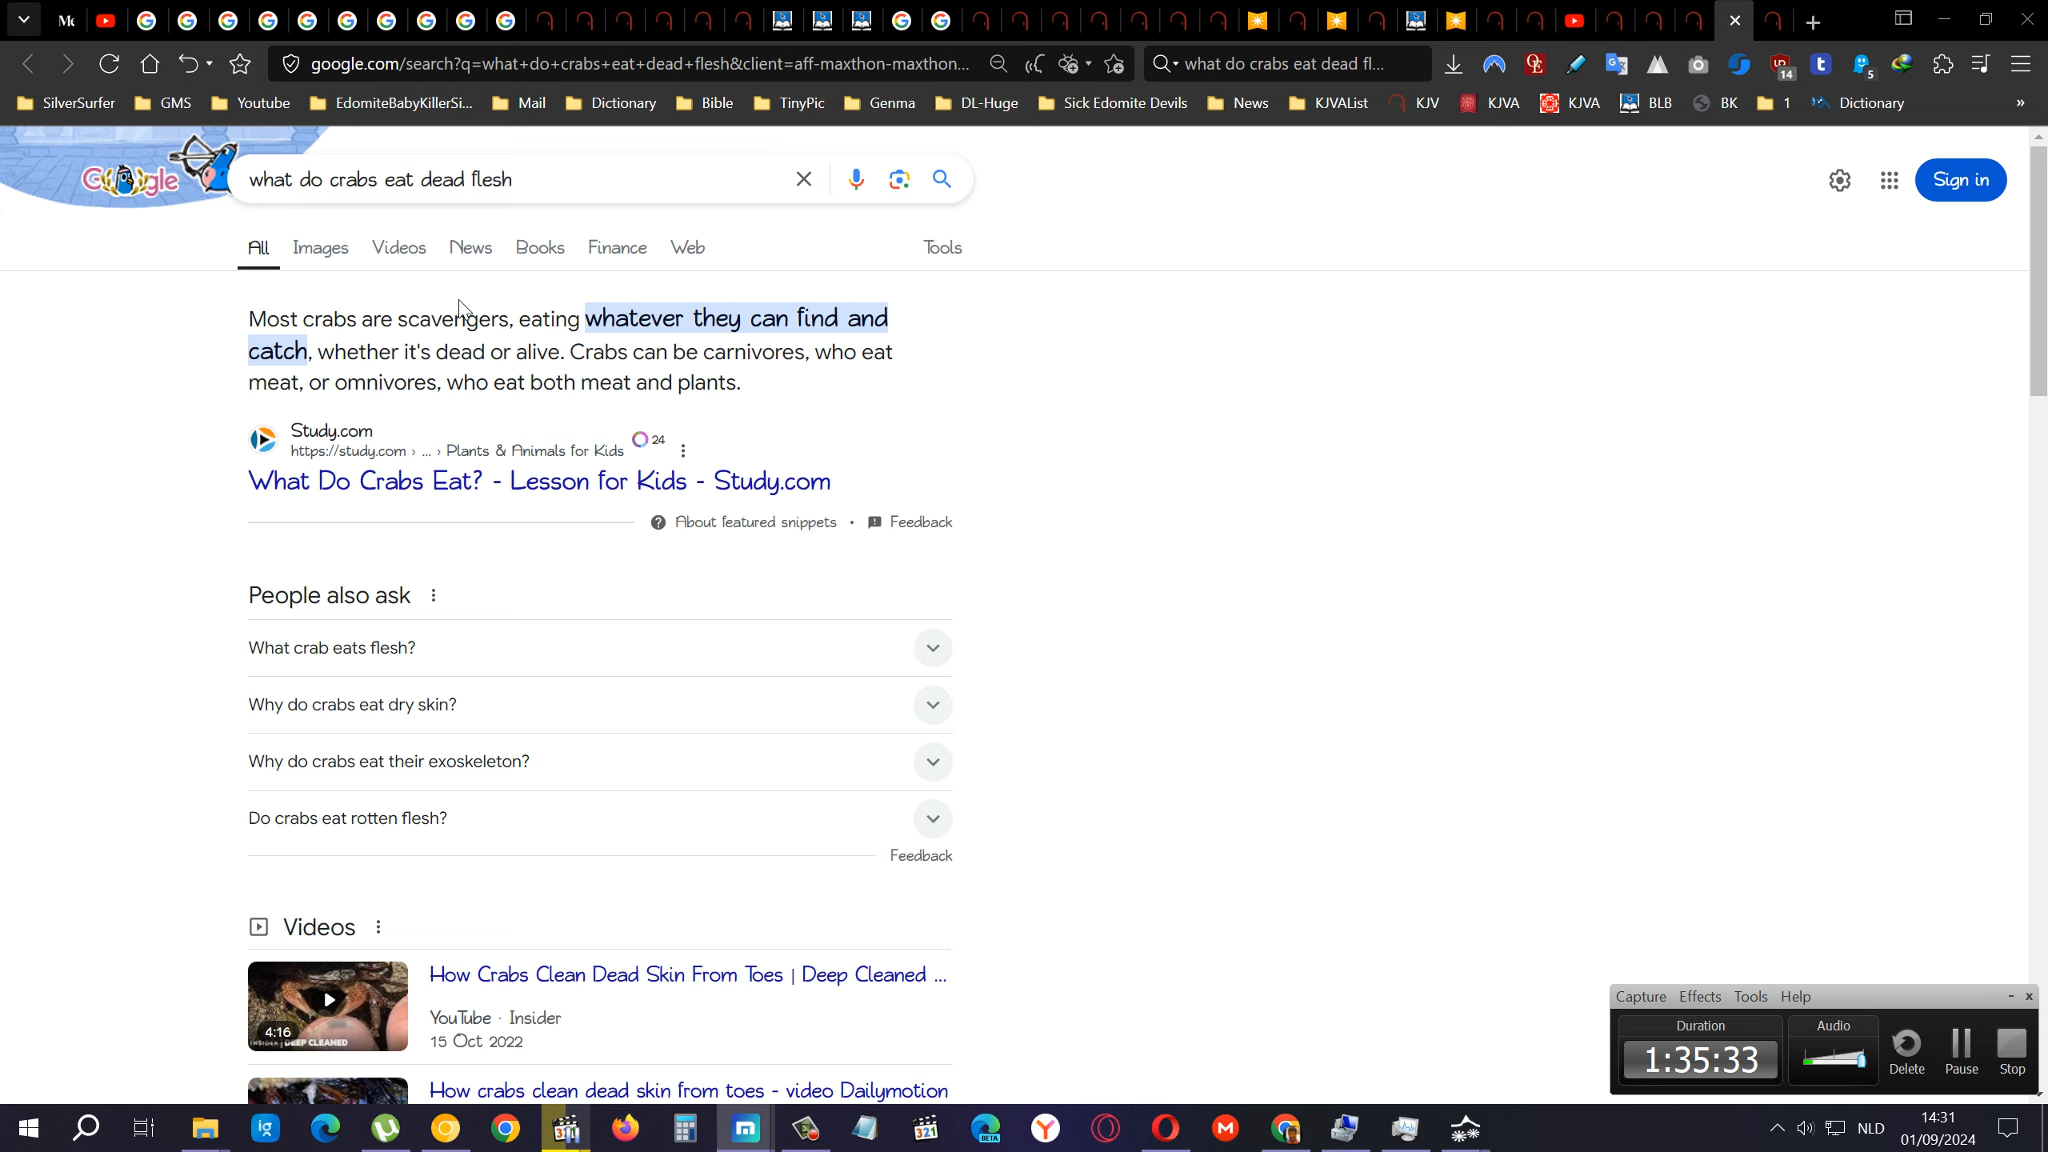 google.com/search?q=what+do+crabs+eat+dead+flesh&client=aff-maxthon-maxthon...
what do crabs eat dead fl...
14
5
SilverSurfer
GMS
Youtube
EdomiteBabyKillerSi...
Mail
Dictionary
Bible
TinyPic
Genma
DL-Huge
Sick Edomite Devils
News
KJVAList
KJV
KJVA
KJVA
BLB
BK
1
Dictionary
»
Google
what do crabs eat dead flesh
Sign in
All
Images
Videos
News
Books
Finance
Web
Tools
Most crabs are scavengers, eating whatever they can find and
catch, whether it's dead or alive. Crabs can be carnivores, who eat
meat, or omnivores, who eat both meat and plants.
Study.com
https://study.com › ... › Plants & Animals for Kids
24
What Do Crabs Eat? - Lesson for Kids - Study.com
About featured snippets
•
Feedback
People also ask
What crab eats flesh?
Why do crabs eat dry skin?
Why do crabs eat their exoskeleton?
Do crabs eat rotten flesh?
Feedback
Videos
How Crabs Clean Dead Skin From Toes | Deep Cleaned ...
YouTube · Insider
15 Oct 2022
4:16
INSIDER | DEEP CLEANED
How crabs clean dead skin from toes - video Dailymotion
Capture Effects Tools Help
Duration
Audio
1:35:33
Delete
Pause
Stop
NLD
14:31
01/09/2024